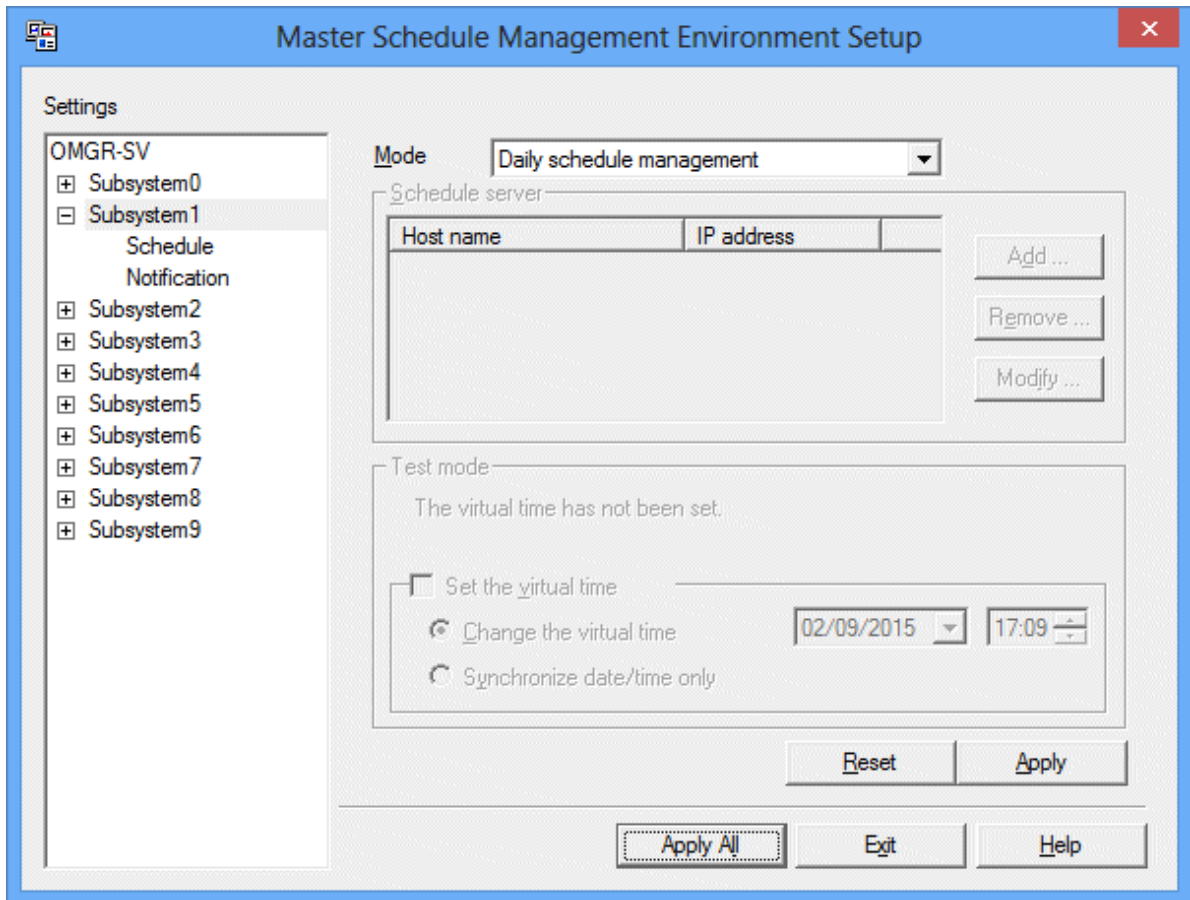 Master Schedule Management Environment Setup
Settings
OMGR-SV
Subsystem0
Subsystem1
Schedule
Notification
Subsystem2
Subsystem3
Subsystem4
Subsystem5
Subsystem6
Subsystem7
Subsystem8
Subsystem9
Mode Daily schedule management
Schedule server
Host name IP address
Add ...
Remove ...
Modify ...
Test mode
The virtual time has not been set.
Set the virtual time
Change the virtual time 02/09/2015 17:09
Synchronize date/time only
Reset Apply
Apply All Exit Help